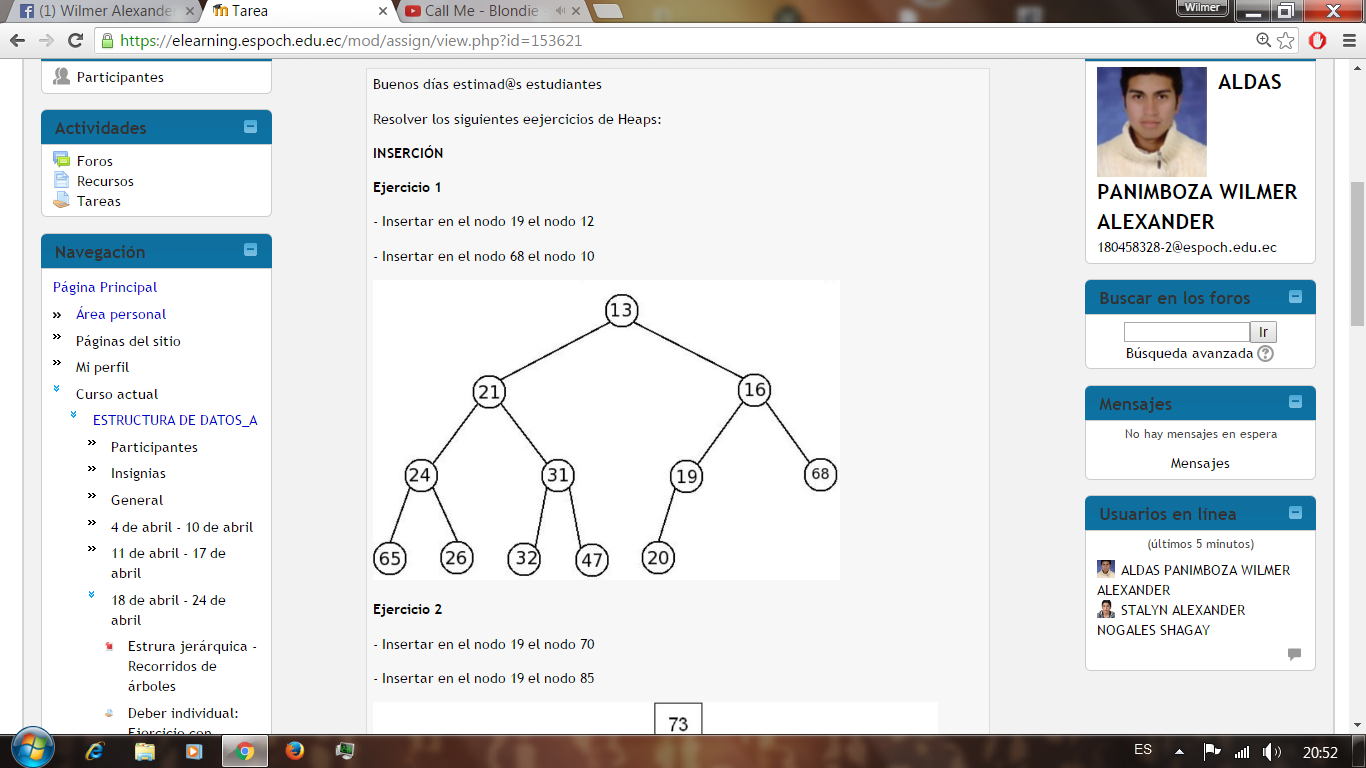 (1) Wilmer Alexander
Tarea
Call Me - Blondie
Wilmer
https://elearning.espoch.edu.ec/mod/assign/view.php?id=153621
Participantes
Actividades
Foros
Recursos
Tareas
Navegación
Página Principal
Área personal
Páginas del sitio
Mi perfil
Curso actual
ESTRUCTURA DE DATOS_A
Participantes
Insignias
General
4 de abril - 10 de abril
11 de abril - 17 de
abril
18 de abril - 24 de
abril
Estrura jerárquica -
Recorridos de
árboles
Deber individual:
Ejercicio con
Buenos días estimad@s estudiantes
Resolver los siguientes eejercicios de Heaps:
INSERCIÓN
Ejercicio 1
- Insertar en el nodo 19 el nodo 12
- Insertar en el nodo 68 el nodo 10
13
21 16
24 31 19 68
65 26 32 47 20
Ejercicio 2
- Insertar en el nodo 19 el nodo 70
- Insertar en el nodo 19 el nodo 85
73
ALDAS
PANIMBOZA WILMER
ALEXANDER
180458328-2@espoch.edu.ec
Buscar en los foros
Ir
Búsqueda avanzada ?
Mensajes
No hay mensajes en espera
Mensajes
Usuarios en línea
(últimos 5 minutos)
ALDAS PANIMBOZA WILMER
ALEXANDER
STALYN ALEXANDER
NOGALES SHAGAY
ES
20:52